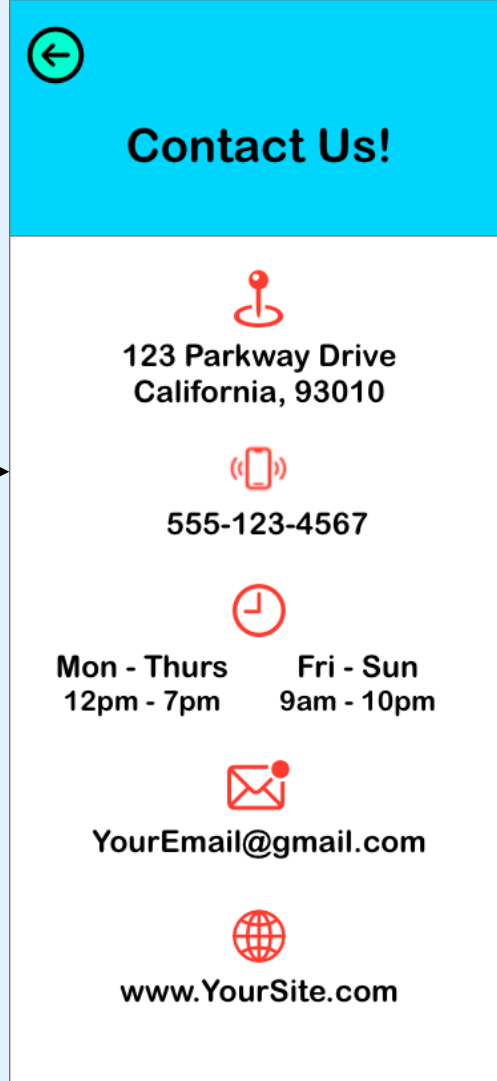 Contact Us!
123 Parkway Drive
California, 93010
555-123-4567
Mon - Thurs Fri - Sun
12pm - 7pm 9am - 10pm
YourEmail@gmail.com
www.YourSite.com